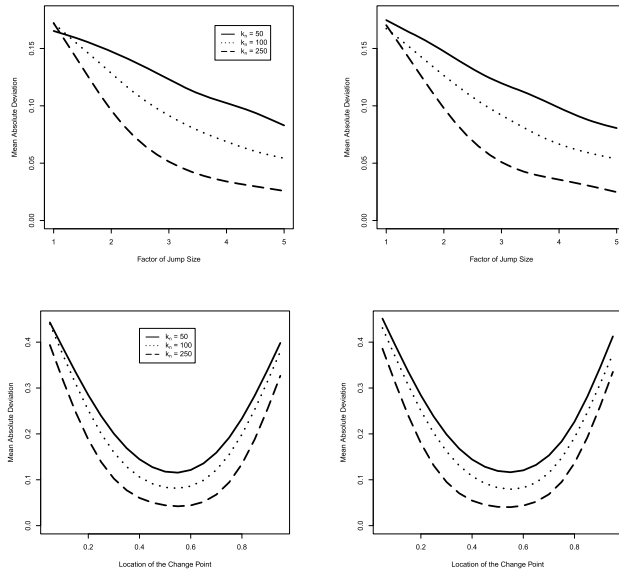 Mean Absolute Deviation
0.00 0.05 0.10 0.15
kₙ = 50
kₙ = 100
kₙ = 250
1 2 3 4 5
Factor of Jump Size
Mean Absolute Deviation
0.00 0.05 0.10 0.15
1 2 3 4 5
Factor of Jump Size
Mean Absolute Deviation
0.0 0.1 0.2 0.3 0.4
kₙ = 50
kₙ = 100
kₙ = 250
0.2 0.4 0.6 0.8
Location of the Change Point
Mean Absolute Deviation
0.0 0.1 0.2 0.3 0.4
0.2 0.4 0.6 0.8
Location of the Change Point